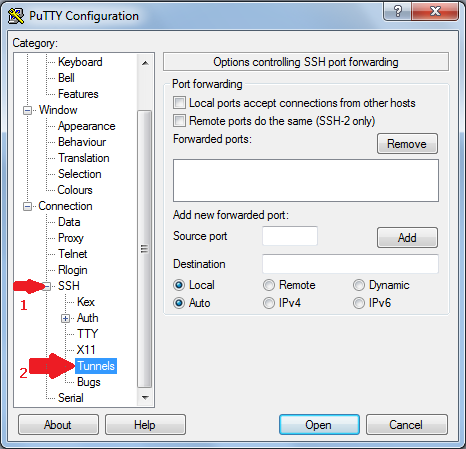 PuTTY Configuration
Category:
Keyboard
Bell
Features
Window
Appearance
Behaviour
Translation
Selection
Colours
Connection
Data
Proxy
Telnet
Rlogin
1
SSH
Kex
Auth
TTY
X11
2
Tunnels
Bugs
Serial
Options controlling SSH port forwarding
Port forwarding
Local ports accept connections from other hosts
Remote ports do the same (SSH-2 only)
Forwarded ports:
Remove
Add new forwarded port:
Source port
Add
Destination
Local Remote Dynamic
Auto IPv4 IPv6
About Help Open Cancel